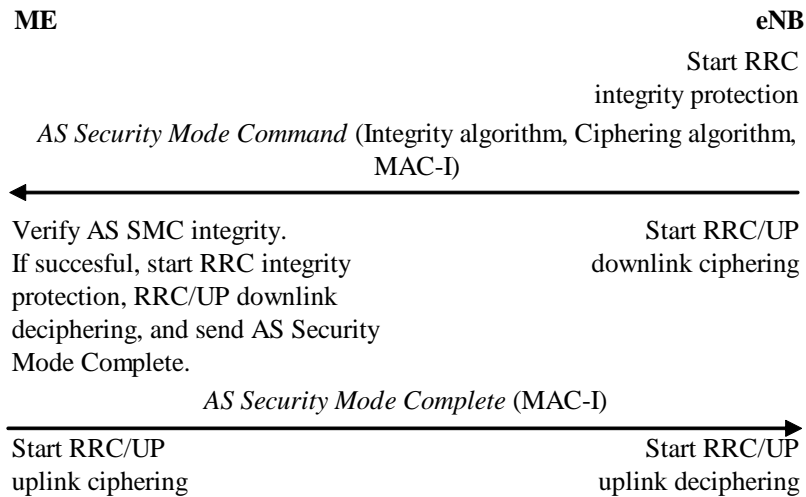 ME
eNB
Start RRC
integrity protection
AS Security Mode Command (Integrity algorithm, Ciphering algorithm,
MAC-I)
Verify AS SMC integrity.
If succesful, start RRC integrity
protection, RRC/UP downlink
deciphering, and send AS Security
Mode Complete.
Start RRC/UP
downlink ciphering
AS Security Mode Complete (MAC-I)
Start RRC/UP
uplink ciphering
Start RRC/UP
uplink deciphering